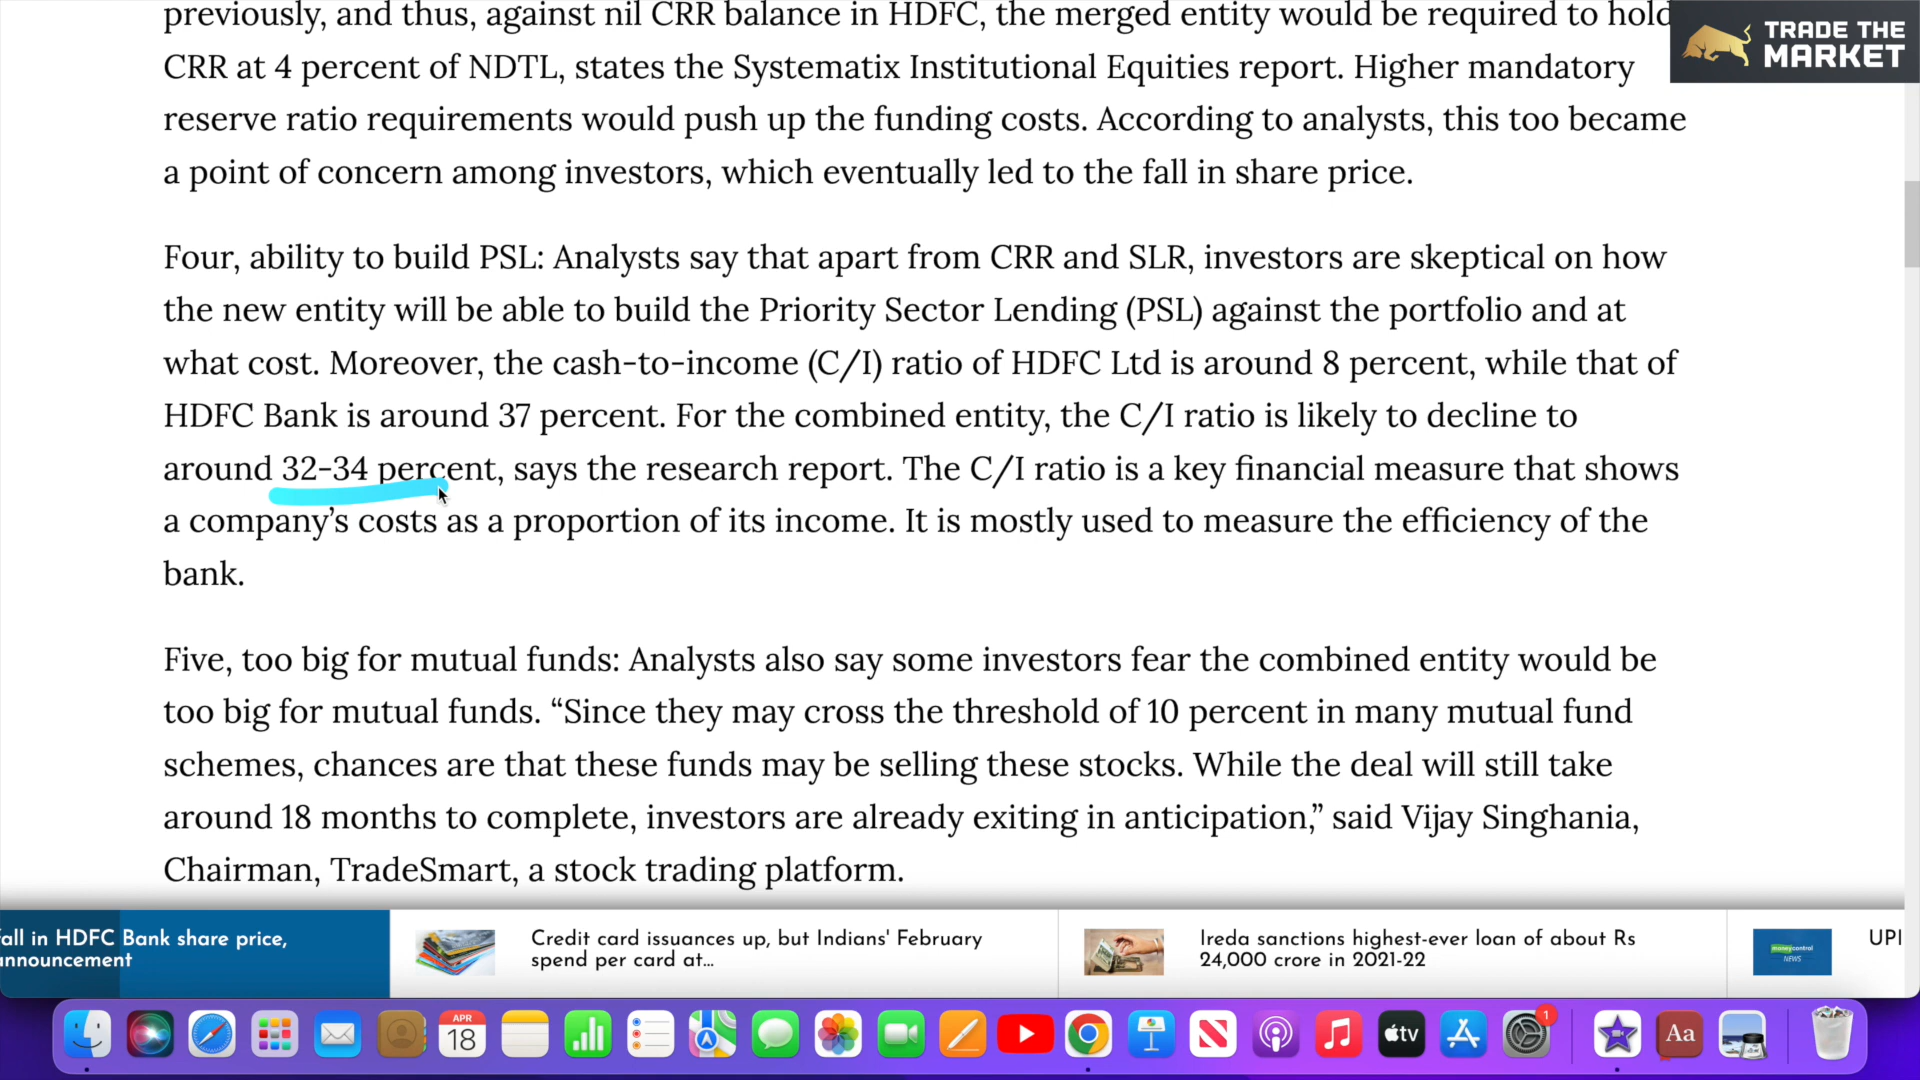 previously, and thus, against nil CRR balance in HDFC, the merged entity would be required to hold
CRR at 4 percent of NDTL, states the Systematix Institutional Equities report. Higher mandatory
reserve ratio requirements would push up the funding costs. According to analysts, this too became
a point of concern among investors, which eventually led to the fall in share price.
TRADE THE
MARKET
Four, ability to build PSL: Analysts say that apart from CRR and SLR, investors are skeptical on how
the new entity will be able to build the Priority Sector Lending (PSL) against the portfolio and at
what cost. Moreover, the cash-to-income (C/I) ratio of HDFC Ltd is around 8 percent, while that of
HDFC Bank is around 37 percent. For the combined entity, the C/I ratio is likely to decline to
around 32-34 percent, says the research report. The C/I ratio is a key financial measure that shows
a company’s costs as a proportion of its income. It is mostly used to measure the efficiency of the
bank.
Five, too big for mutual funds: Analysts also say some investors fear the combined entity would be
too big for mutual funds. “Since they may cross the threshold of 10 percent in many mutual fund
schemes, chances are that these funds may be selling these stocks. While the deal will still take
around 18 months to complete, investors are already exiting in anticipation,” said Vijay Singhania,
Chairman, TradeSmart, a stock trading platform.
fall in HDFC Bank share price,
announcement
Credit card issuances up, but Indians' February
spend per card at...
Ireda sanctions highest-ever loan of about Rs
24,000 crore in 2021-22
moneycontrol
NEWS
UPI
APR
18
tv
1
Aa